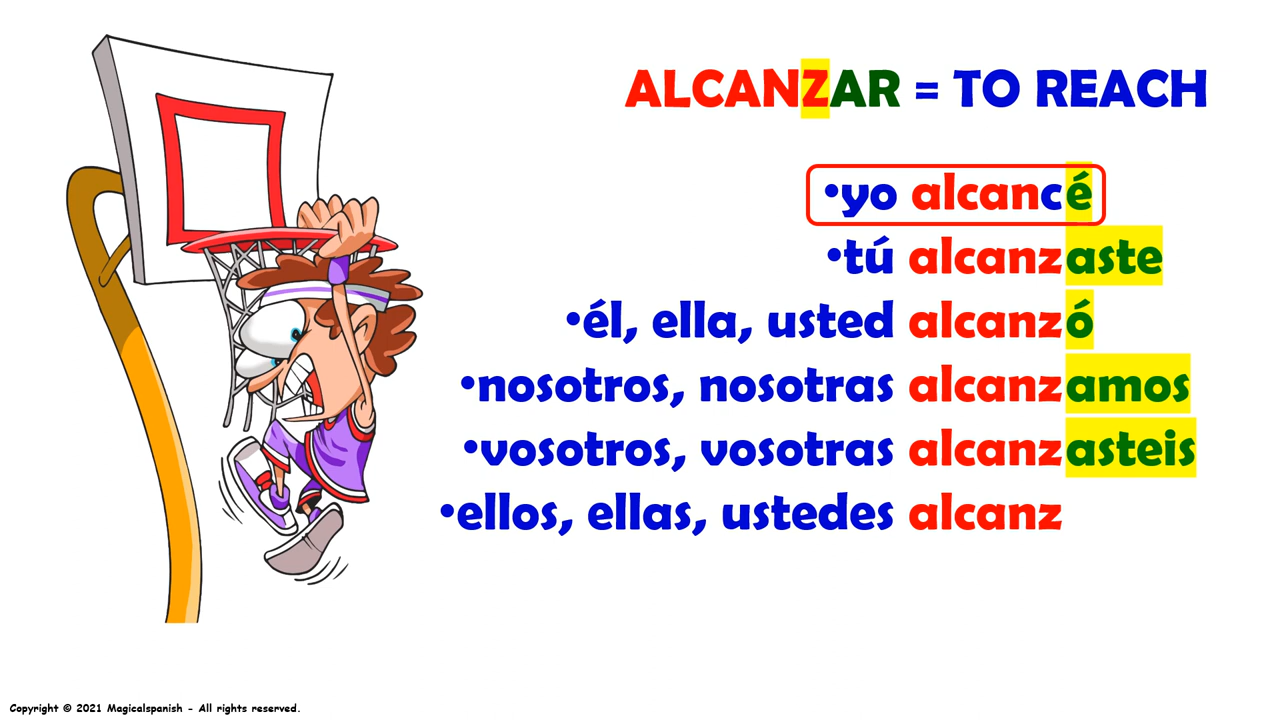 ALCANZAR = TO REACH
•yo alcancé
•tú alcanzaste
•él, ella, usted alcanzó
•nosotros, nosotras alcanzamos
•vosotros, vosotras alcanzasteis
•ellos, ellas, ustedes alcanz
Copyright © 2021 Magicalspanish - All rights reserved.